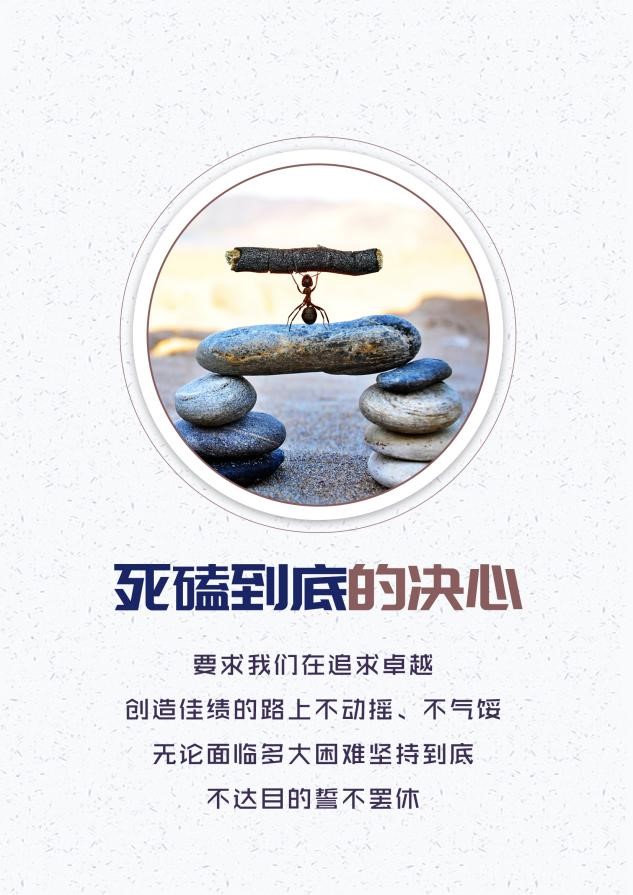 死磕到底的决心
要求我们在追求卓越
创造佳绩的路上不动摇、不气馁
无论面临多大困难坚持到底
不达目的誓不罢休